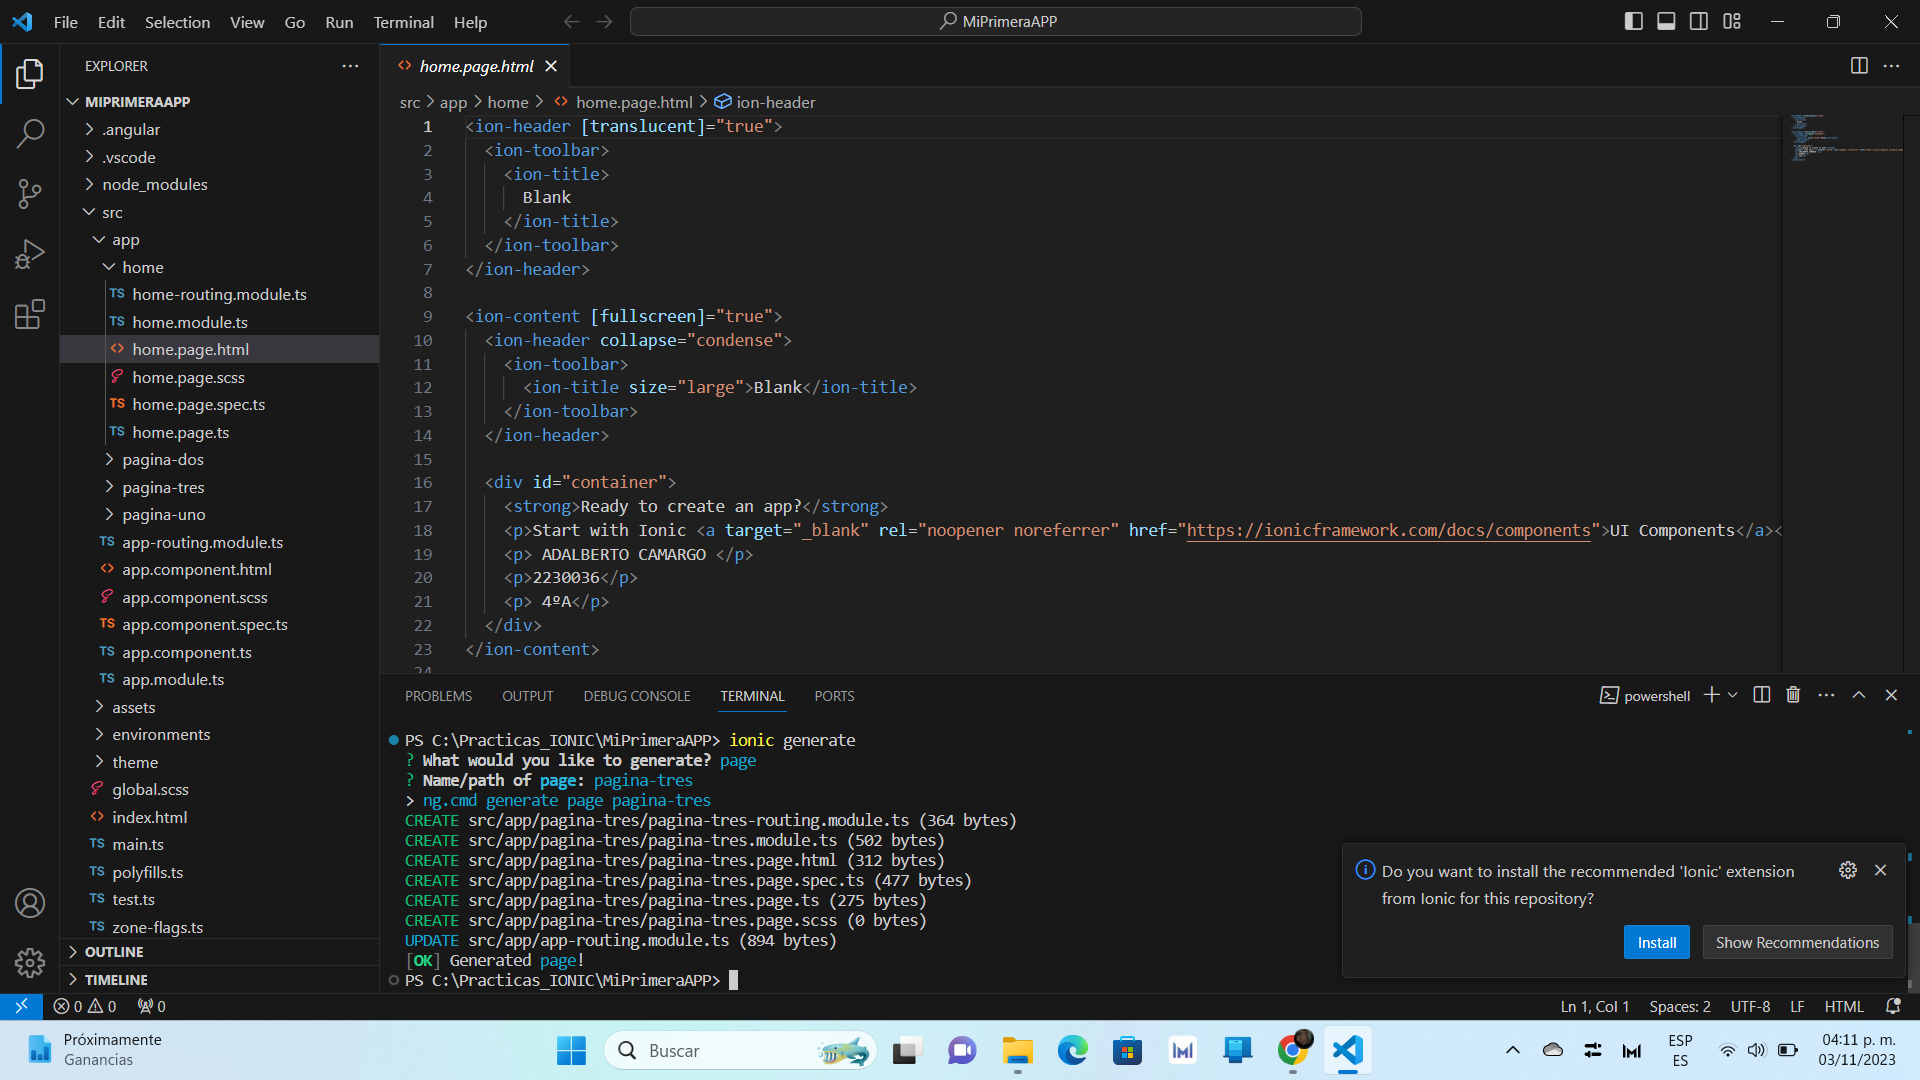 File Edit Selection View Go Run Terminal Help
MiPrimeraAPP
EXPLORER
MIPRIMERAAPP
.angular
.vscode
node_modules
src
app
home
TS home-routing.module.ts
TS home.module.ts
home.page.html
home.page.scss
TS home.page.spec.ts
TS home.page.ts
pagina-dos
pagina-tres
pagina-uno
TS app-routing.module.ts
app.component.html
app.component.scss
TS app.component.spec.ts
TS app.component.ts
TS app.module.ts
assets
environments
theme
global.scss
index.html
TS main.ts
TS polyfills.ts
TS test.ts
TS zone-flags.ts
OUTLINE
TIMELINE
home.page.html
src > app > home > home.page.html > ion-header
1 <ion-header [translucent]="true">
2 <ion-toolbar>
3 <ion-title>
4 Blank
5 </ion-title>
6 </ion-toolbar>
7 </ion-header>
8
9 <ion-content [fullscreen]="true">
10 <ion-header collapse="condense">
11 <ion-toolbar>
12 <ion-title size="large">Blank</ion-title>
13 </ion-toolbar>
14 </ion-header>
15
16 <div id="container">
17 <strong>Ready to create an app?</strong>
18 <p>Start with Ionic <a target="_blank" rel="noopener noreferrer" href="https://ionicframework.com/docs/components">UI Components</a><
19 <p> ADALBERTO CAMARGO </p>
20 <p>2230036</p>
21 <p> 4ºA</p>
22 </div>
23 </ion-content>
24
PROBLEMS OUTPUT DEBUG CONSOLE TERMINAL PORTS
powershell
PS C:\Practicas_IONIC\MiPrimeraAPP> ionic generate
? What would you like to generate? page
? Name/path of page: pagina-tres
> ng.cmd generate page pagina-tres
CREATE src/app/pagina-tres/pagina-tres-routing.module.ts (364 bytes)
CREATE src/app/pagina-tres/pagina-tres.module.ts (502 bytes)
CREATE src/app/pagina-tres/pagina-tres.page.html (312 bytes)
CREATE src/app/pagina-tres/pagina-tres.page.spec.ts (477 bytes)
CREATE src/app/pagina-tres/pagina-tres.page.ts (275 bytes)
CREATE src/app/pagina-tres/pagina-tres.page.scss (0 bytes)
UPDATE src/app/app-routing.module.ts (894 bytes)
[OK] Generated page!
PS C:\Practicas_IONIC\MiPrimeraAPP>
Do you want to install the recommended 'Ionic' extension
from Ionic for this repository?
Install Show Recommendations
0 0 0
Ln 1, Col 1 Spaces: 2 UTF-8 LF HTML
Próximamente
Ganancias
Buscar
ESP
ES
04:11 p. m.
03/11/2023